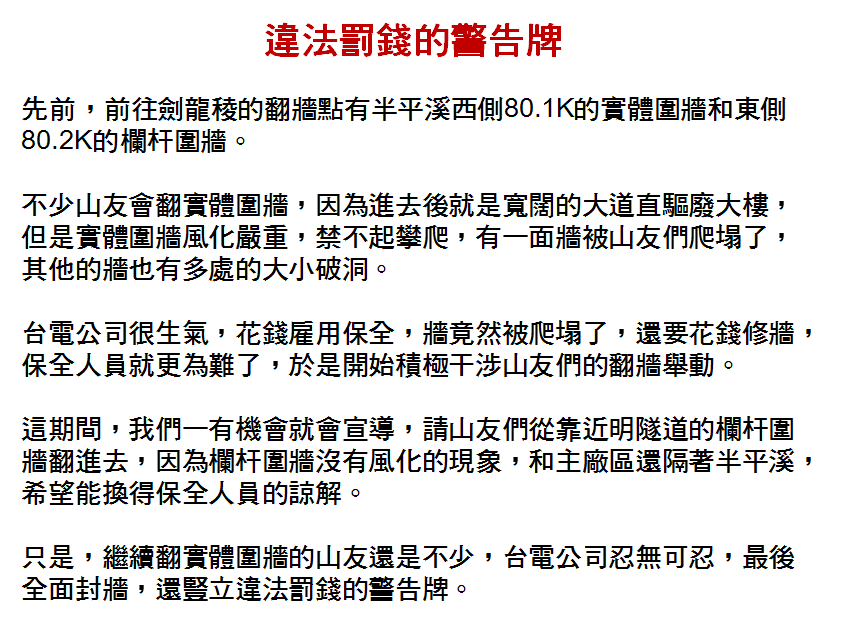 違法罰錢的警告牌
先前，前往劍龍稜的翻牆點有半平溪西側80.1K的實體圍牆和東側
80.2K的欄杆圍牆。
不少山友會翻實體圍牆，因為進去後就是寬闊的大道直驅廢大樓，
但是實體圍牆風化嚴重，禁不起攀爬，有一面牆被山友們爬塌了，
其他的牆也有多處的大小破洞。
台電公司很生氣，花錢雇用保全，牆竟然被爬塌了，還要花錢修牆，
保全人員就更為難了，於是開始積極干涉山友們的翻牆舉動。
這期間，我們一有機會就會宣導，請山友們從靠近明隧道的欄杆圍
牆翻進去，因為欄杆圍牆沒有風化的現象，和主廠區還隔著半平溪，
希望能換得保全人員的諒解。
只是，繼續翻實體圍牆的山友還是不少，台電公司忍無可忍，最後
全面封牆，還豎立違法罰錢的警告牌。